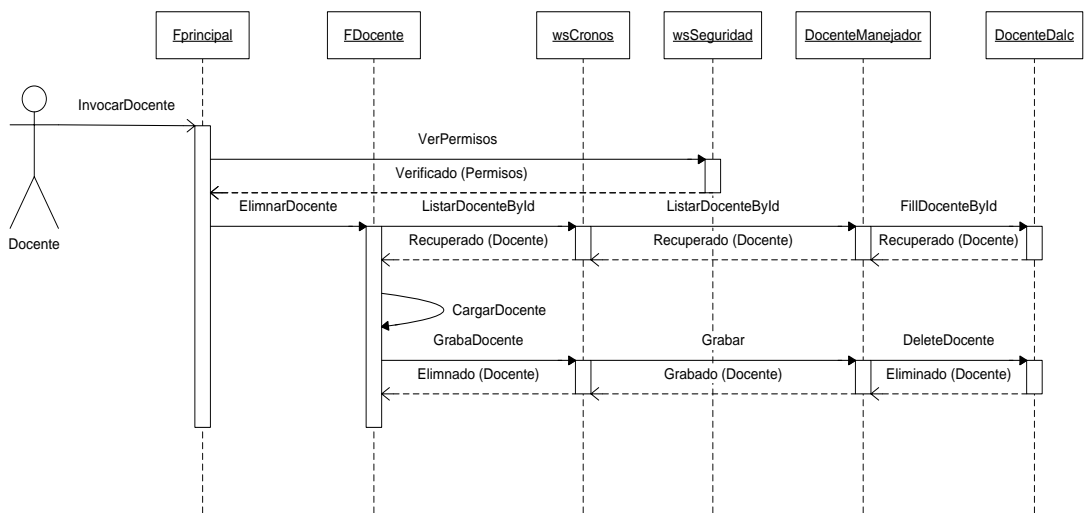 Fprincipal
FDocente
wsCronos
wsSeguridad
DocenteManejador
DocenteDalc
InvocarDocente
VerPermisos
Verificado (Permisos)
ElimnarDocente
ListarDocenteById
ListarDocenteById
FillDocenteById
Docente
Recuperado (Docente)
Recuperado (Docente)
Recuperado (Docente)
CargarDocente
GrabaDocente
Grabar
DeleteDocente
Elimnado (Docente)
Grabado (Docente)
Eliminado (Docente)